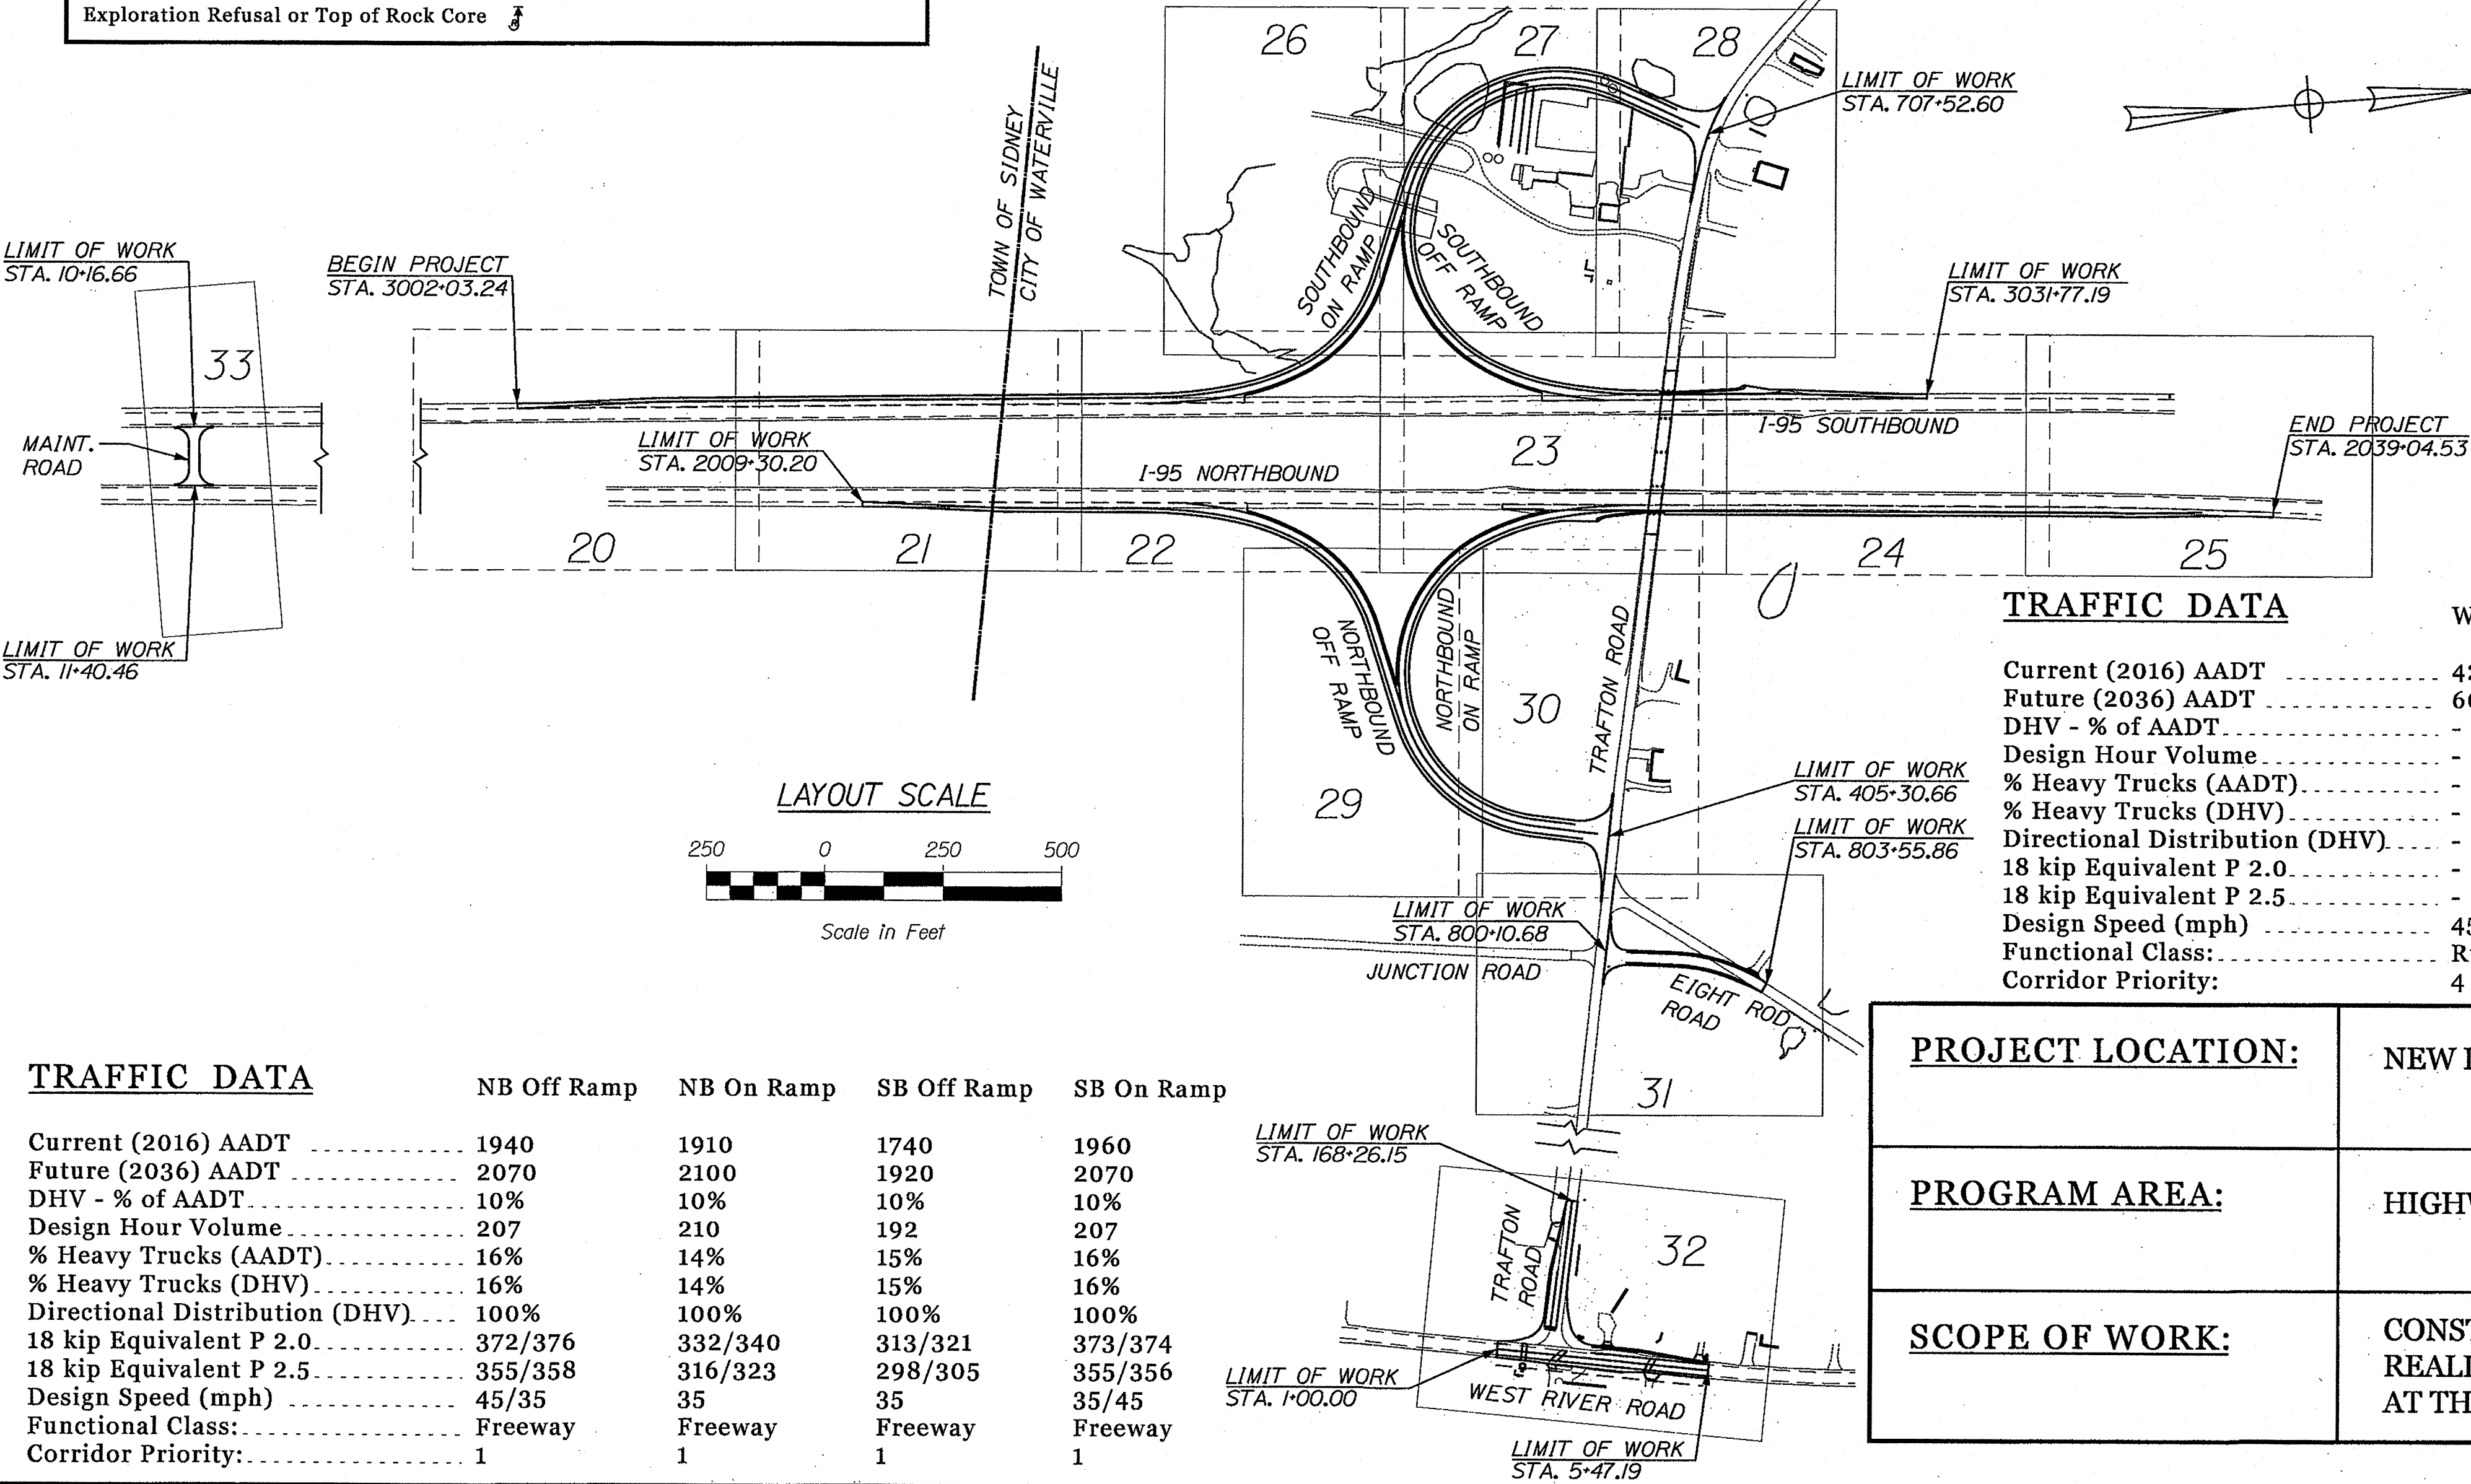 Exploration Refusal or Top of Rock Core
26
27
28
LIMIT OF WORK
STA. 707+52.60
TOWN OF SIDNEY
CITY OF WATERVILLE
SOUTHBOUND
ON RAMP
SOUTHBOUND
OFF RAMP
LIMIT OF WORK
STA. 10+16.66
BEGIN PROJECT
STA. 3002+03.24
LIMIT OF WORK
STA. 3031+77.19
33
MAINT.
ROAD
LIMIT OF WORK
STA. 2009+30.20
I-95 NORTHBOUND
23
I-95 SOUTHBOUND
END PROJECT
STA. 2039+04.53
20
21
22
24
25
LIMIT OF WORK
STA. 11+40.46
NORTHBOUND
OFF RAMP
NORTHBOUND
ON RAMP
30
TRAFTON ROAD
29
LAYOUT SCALE
250 0 250 500
Scale in Feet
LIMIT OF WORK
STA. 405+30.66
LIMIT OF WORK
STA. 803+55.86
LIMIT OF WORK
STA. 800+10.68
JUNCTION ROAD
EIGHT ROD
ROAD
31
TRAFFIC DATA
Current (2016) AADT
Future (2036) AADT
DHV - % of AADT -
Design Hour Volume -
% Heavy Trucks (AADT) -
% Heavy Trucks (DHV) -
Directional Distribution (DHV) -
18 kip Equivalent P 2.0 -
18 kip Equivalent P 2.5 -
Design Speed (mph) 45
Functional Class:
Corridor Priority: 4
TRAFFIC DATA NB Off Ramp NB On Ramp SB Off Ramp SB On Ramp
Current (2016) AADT 1940 1910 1740 1960
Future (2036) AADT 2070 2100 1920 2070
DHV - % of AADT 10% 10% 10% 10%
Design Hour Volume 207 210 192 207
% Heavy Trucks (AADT) 16% 14% 15% 16%
% Heavy Trucks (DHV) 16% 14% 15% 16%
Directional Distribution (DHV) 100% 100% 100% 100%
18 kip Equivalent P 2.0 372/376 332/340 313/321 373/374
18 kip Equivalent P 2.5 355/358 316/323 298/305 355/356
Design Speed (mph) 45/35 35 35 35/45
Functional Class: Freeway Freeway Freeway Freeway
Corridor Priority: 1 1 1 1
LIMIT OF WORK
STA. 168+26.15
TRAFTON
ROAD
32
LIMIT OF WORK
STA. 1+00.00
WEST RIVER ROAD
LIMIT OF WORK
STA. 5+47.19
PROJECT LOCATION: NEW
PROGRAM AREA:
SCOPE OF WORK:
AT